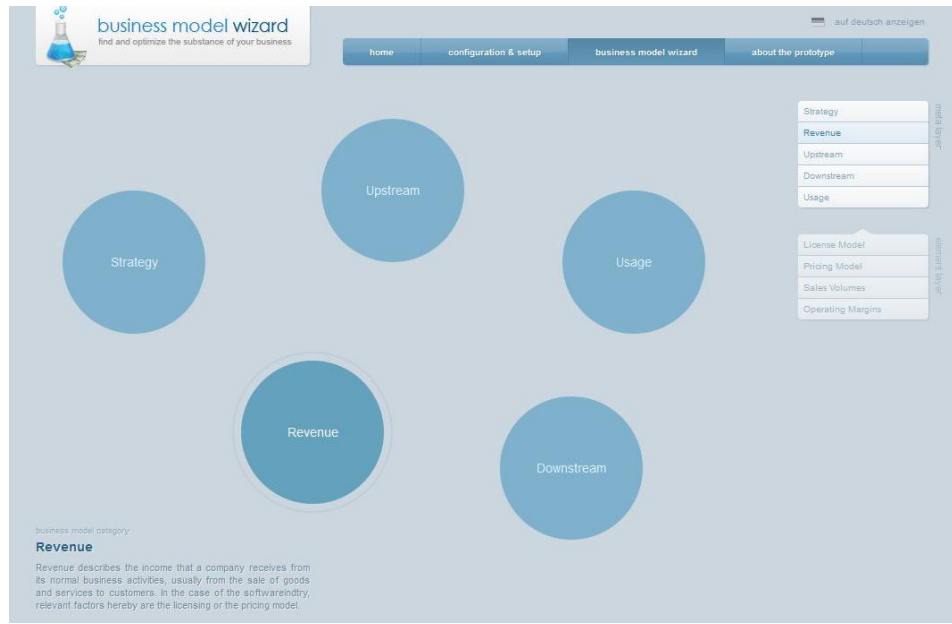 business model wizard
find and optimize the substance of your business
auf deutsch anzeigen
home
configuration & setup
business model wizard
about the prototype
Strategy
Revenue
Upstream
Downstream
Usage
meta layer
License Model
Pricing Model
Sales Volumes
Operating Margins
element layer
Upstream
Strategy
Usage
Revenue
Downstream
business model category
Revenue
Revenue describes the income that a company receives from
its normal business activities, usually from the sale of goods
and services to customers. In the case of the softwareindtry,
relevant factors hereby are the licensing or the pricing model.